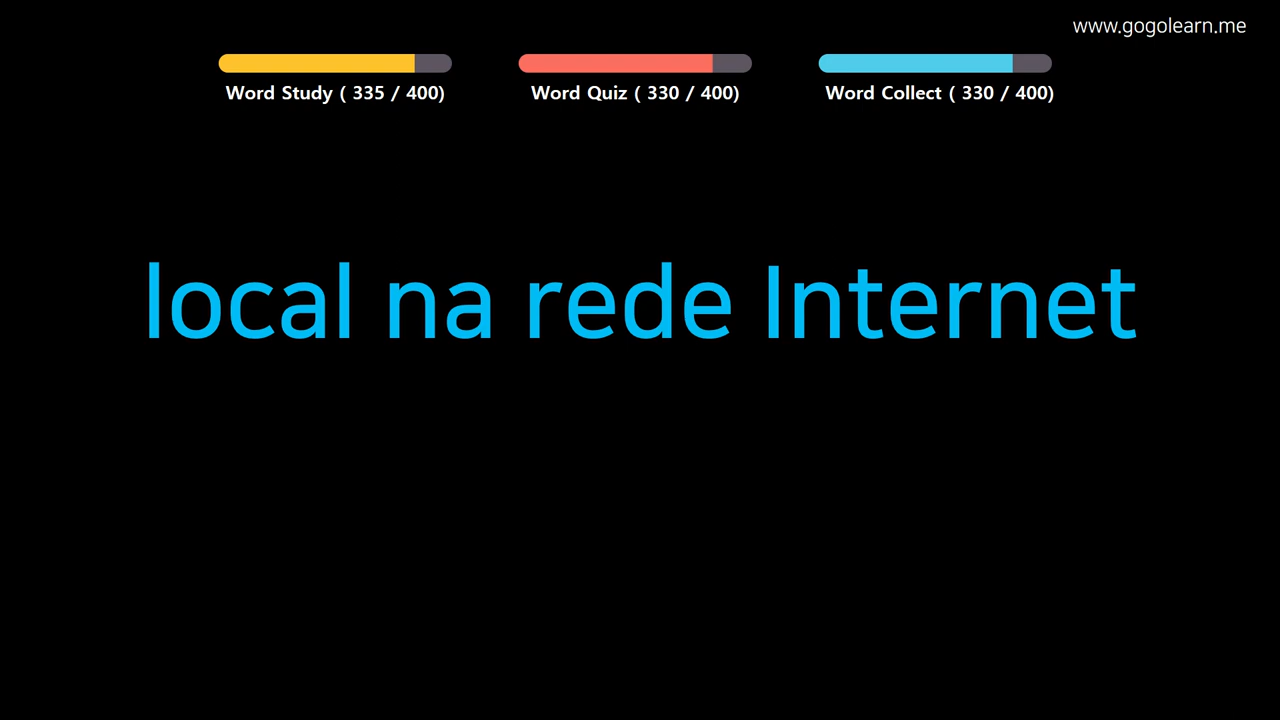 www.gogolearn.me
Word Study ( 335 / 400)
Word Quiz ( 330 / 400)
Word Collect ( 330 / 400)
local na rede Internet